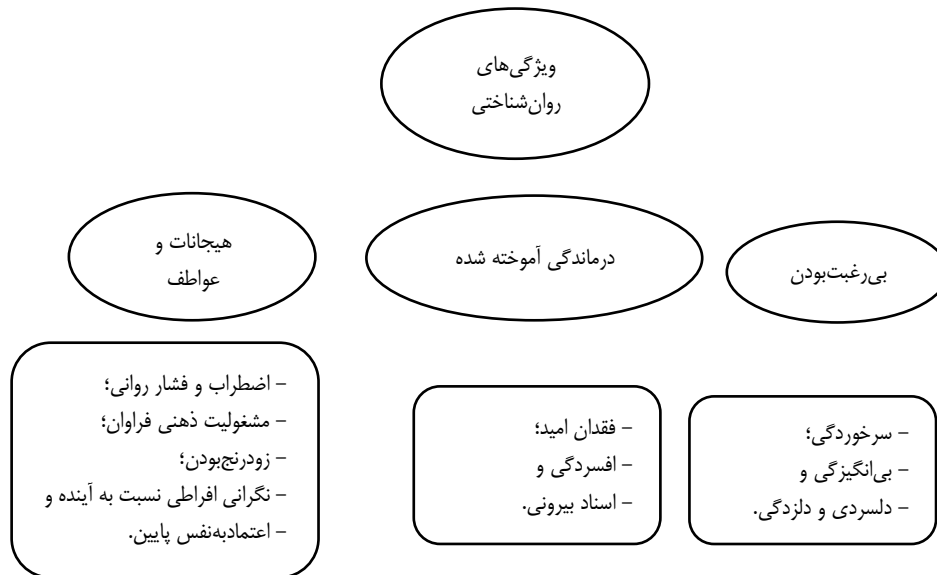 ویژگی‌های
روان‌شناختی
بی‌رغبت‌بودن
درماندگی آموخته شده
هیجانات و
عواطف
- سرخوردگی؛
- بی‌انگیزگی و
- دلسردی و دلزدگی.
- فقدان امید؛
- افسردگی و
- اسناد بیرونی.
- اضطراب و فشار روانی؛
- مشغولیت ذهنی فراوان؛
- زودرنج‌بودن؛
- نگرانی افراطی نسبت به آینده و
- اعتمادبه‌نفس پایین.